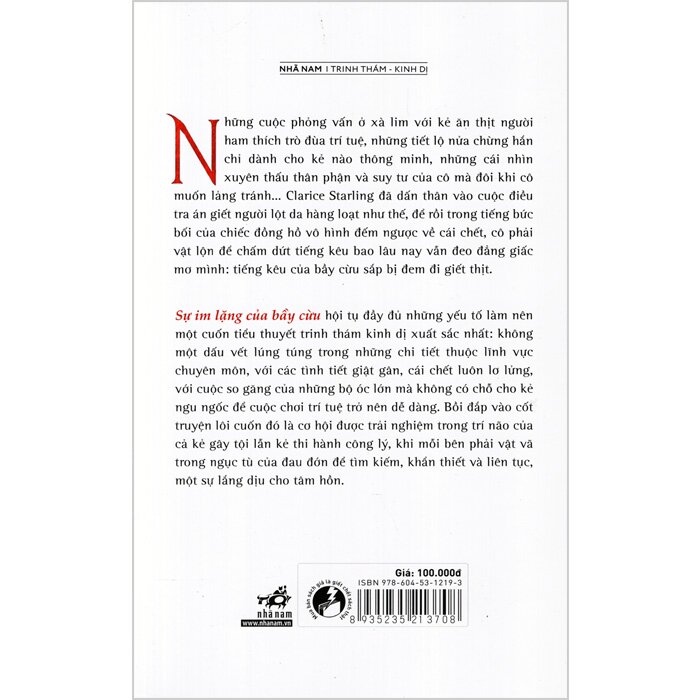 NHÃ NAM | TRINH THÁM - KINH DỊ
Những cuộc phỏng vấn ở xà lim với kẻ ăn thịt người
ham thích trò đùa trí tuệ, những tiết lộ nửa chừng hắn
chỉ dành cho kẻ nào thông minh, những cái nhìn
xuyên thấu thân phận và suy tư của cô mà đôi khi cô
muốn lảng tránh... Clarice Starling đã dấn thân vào cuộc điều
tra án giết người lột da hàng loạt như thế, để rồi trong tiếng bức
bối của chiếc đồng hồ vô hình đếm ngược về cái chết, cô phải
vật lộn để chấm dứt tiếng kêu bao lâu nay vẫn đeo đẳng giấc
mơ mình: tiếng kêu của bầy cừu sắp bị đem đi giết thịt.
Sự im lặng của bầy cừu hội tụ đầy đủ những yếu tố làm nên
một cuốn tiểu thuyết trinh thám kinh dị xuất sắc nhất: không
một dấu vết lúng túng trong những chi tiết thuộc lĩnh vực
chuyên môn, với các tình tiết giật gân, cái chết luôn lơ lửng,
với cuộc so găng của những bộ óc lớn mà không có chỗ cho kẻ
ngu ngốc để cuộc chơi trí tuệ trở nên dễ dàng. Bồi đắp vào cốt
truyện lôi cuốn đó là cơ hội được trải nghiệm trong trí não của
cả kẻ gây tội lẫn kẻ thi hành công lý, khi mỗi bên phải vật vã
trong ngục tù của đau đớn để tìm kiếm, khẩn thiết và liên tục,
một sự lắng dịu cho tâm hồn.
nhã nam
www.nhanam.vn
Mua bán sách giả là giết chết sách thật
Giá: 100.000đ
ISBN 978-604-53-1219-3
8 935235 213708